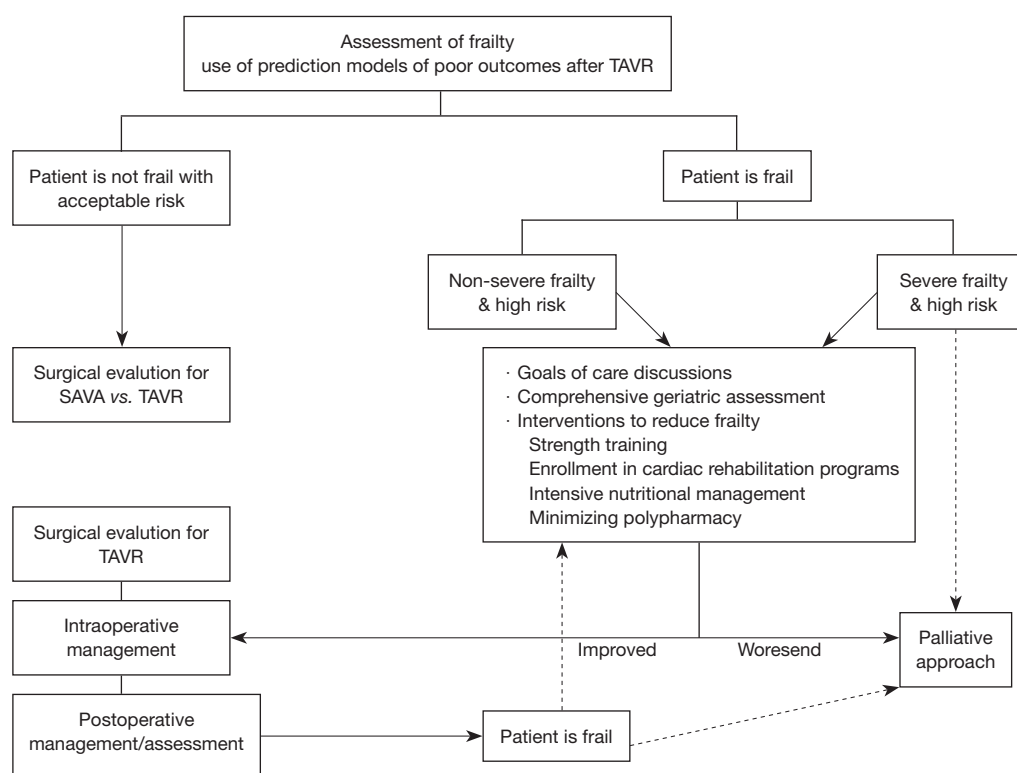 Assessment of frailty
use of prediction models of poor outcomes after TAVR
Patient is not frail with
acceptable risk
Patient is frail
Non-severe frailty
& high risk
Severe frailty
& high risk
Surgical evalution for
SAVA vs. TAVR
· Goals of care discussions
· Comprehensive geriatric assessment
· Interventions to reduce frailty
Strength training
Enrollment in cardiac rehabilitation programs
Intensive nutritional management
Minimizing polypharmacy
Surgical evalution for
TAVR
Intraoperative
management
Improved
Woresend
Palliative
approach
Postoperative
management/assessment
Patient is frail